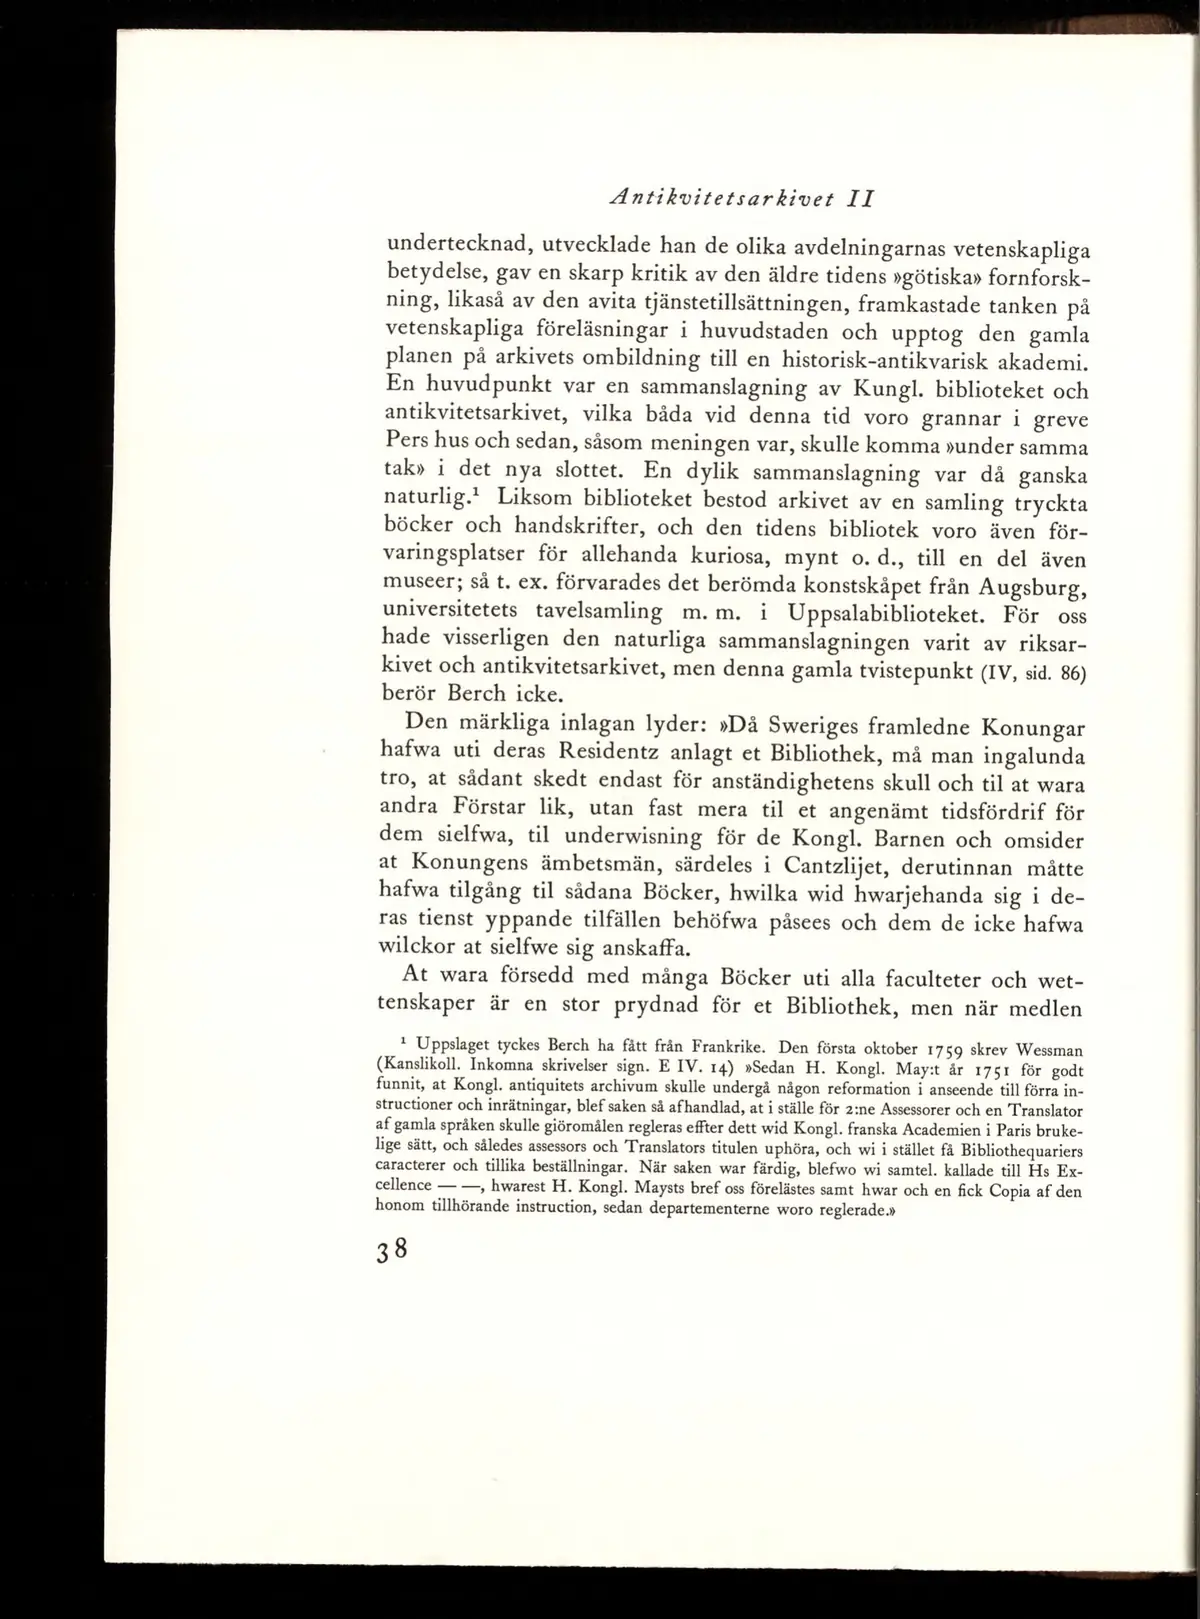 Antikvitetsarkivet II
undertecknad, utvecklade han de olika avdelningarnas vetenskapliga
betydelse, gav en skarp kritik av den äldre tidens »götiska» fornforsk-
ning, likaså av den avita tjänstetillsättningen, framkastade tanken på
vetenskapliga föreläsningar i huvudstaden och upptog den gamla
planen på arkivets ombildning till en historisk-antikvarisk akademi.
En huvudpunkt var en sammanslagning av Kungl. biblioteket och
antikvitetsarkivet, vilka båda vid denna tid voro grannar i greve
Pers hus och sedan, såsom meningen var, skulle komma »under samma
tak» i det nya slottet. En dylik sammanslagning var då ganska
naturlig.¹ Liksom biblioteket bestod arkivet av en samling tryckta
böcker och handskrifter, och den tidens bibliotek voro även för-
varingsplatser för allehanda kuriosa, mynt o. d., till en del även
museer; så t. ex. förvarades det berömda konstskåpet från Augsburg,
universitetets tavelsamling m. m. i Uppsalabiblioteket. För oss
hade visserligen den naturliga sammanslagningen varit av riksar-
kivet och antikvitetsarkivet, men denna gamla tvistepunkt (IV, sid. 86)
berör Berch icke.
Den märkliga inlagan lyder: »Då Sweriges framledne Konungar
hafwa uti deras Residentz anlagt et Bibliothek, må man ingalunda
tro, at sådant skedt endast för anständighetens skull och til at wara
andra Förstar lik, utan fast mera til et angenämt tidsfördrif för
dem sielfwa, til underwisning för de Kongl. Barnen och omsider
at Konungens ämbetsmän, särdeles i Cantzlijet, derutinnan måtte
hafwa tilgång til sådana Böcker, hwilka wid hwarjehanda sig i de-
ras tienst yppande tilfällen behöfwa påsees och dem de icke hafwa
wilckor at sielfwe sig anskaffa.
At wara försedd med många Böcker uti alla faculteter och wet-
tenskaper är en stor prydnad för et Bibliothek, men när medlen
¹ Uppslaget tyckes Berch ha fått från Frankrike. Den första oktober 1759 skrev Wessman
(Kanslikoll. Inkomna skrivelser sign. E IV. 14) »Sedan H. Kongl. May:t år 1751 för godt
funnit, at Kongl. antiquitets archivum skulle undergå någon reformation i anseende till förra in-
structioner och inrätningar, blef saken så afhandlad, at i ställe för 2:ne Assessorer och en Translator
af gamla språken skulle giöromålen regleras effter dett wid Kongl. franska Academien i Paris bruke-
lige sätt, och således assessors och Translators titulen uphöra, och wi i stället få Bibliothequariers
caracterer och tillika beställningar. När saken war färdig, blefwo wi samtel. kallade till Hs Ex-
cellence — —, hwarest H. Kongl. Maysts bref oss förelästes samt hwar och en fick Copia af den
honom tillhörande instruction, sedan departementerne woro reglerade.»
38